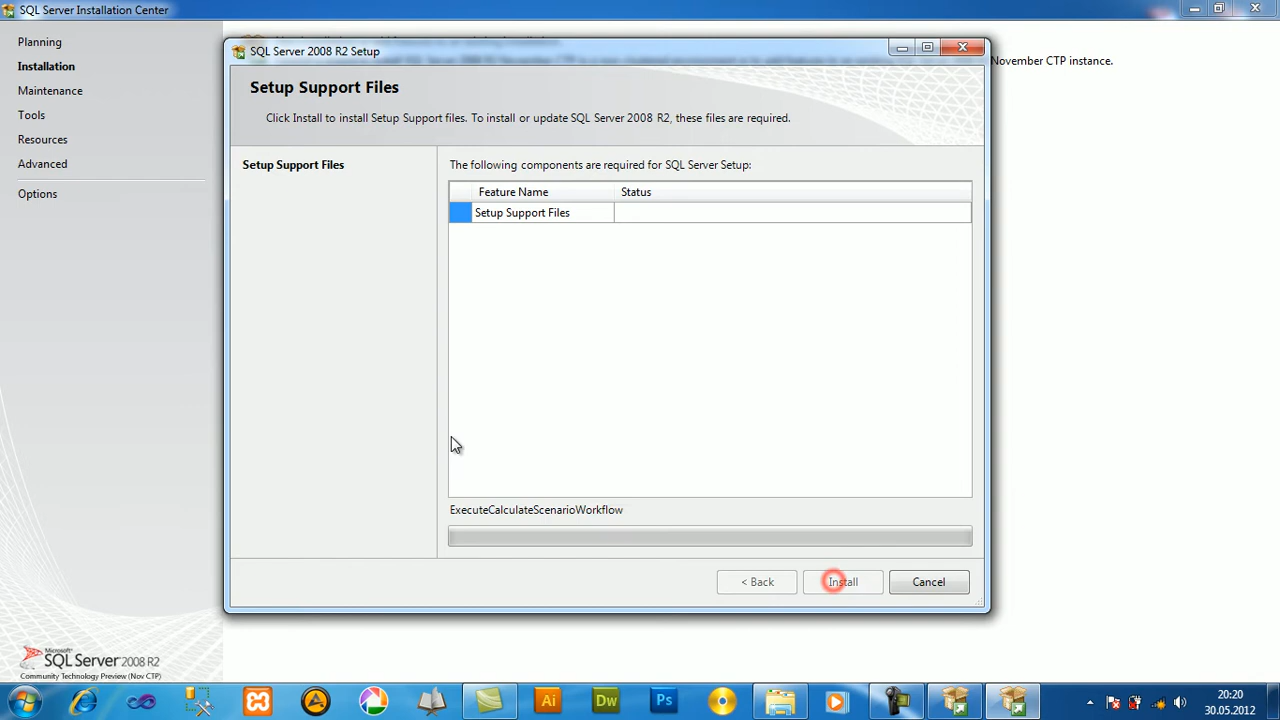 SQL Server Installation Center
Planning
Installation
Maintenance
Tools
Resources
Advanced
Options
November CTP instance.
SQL Server 2008 R2 Setup
Setup Support Files
Click Install to install Setup Support files. To install or update SQL Server 2008 R2, these files are required.
Setup Support Files
The following components are required for SQL Server Setup:
Feature Name Status
Setup Support Files
ExecuteCalculateScenarioWorkflow
< Back Install Cancel
Microsoft
SQL Server 2008 R2
Community Technology Preview (Nov CTP)
Ai Dw Ps
20:20
30.05.2012